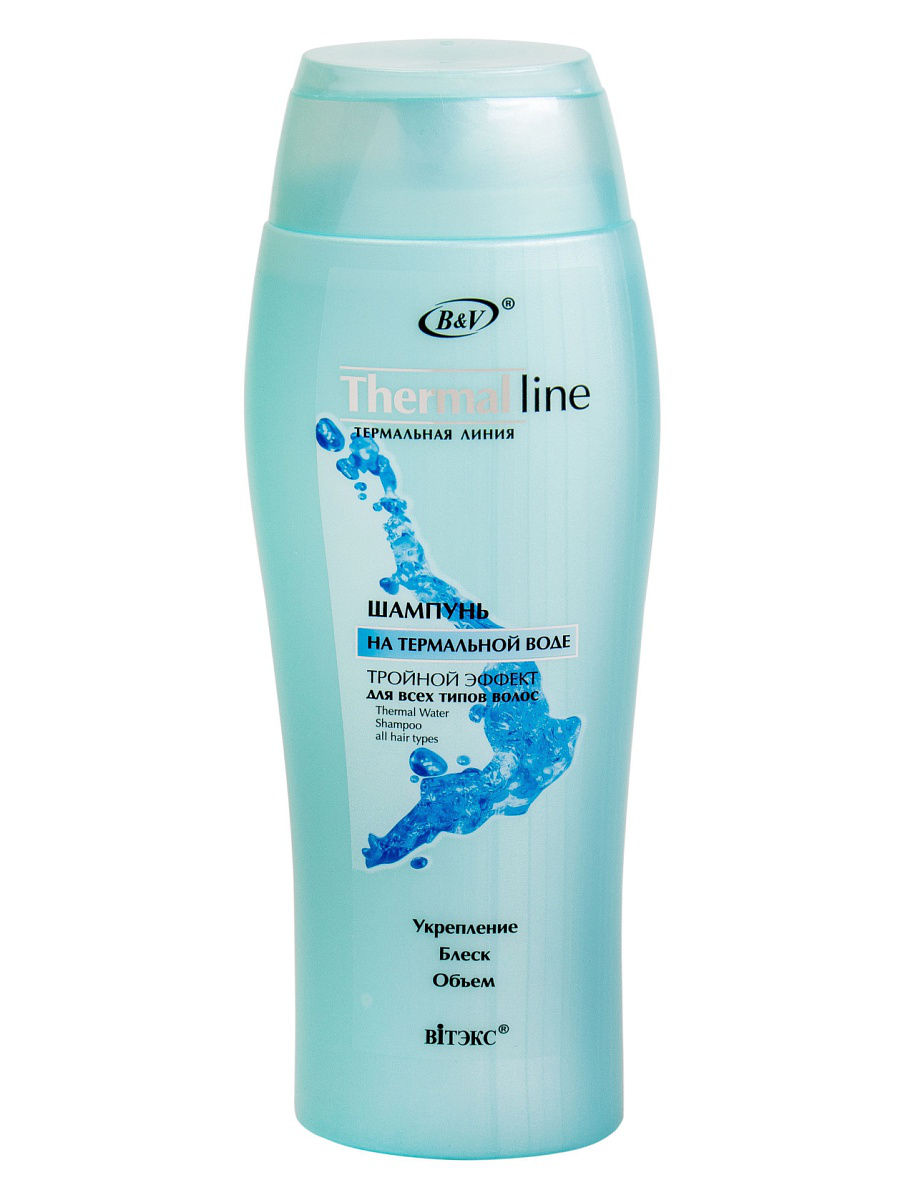 B&V®
Thermal line
ТЕРМАЛЬНАЯ ЛИНИЯ
ШАМПУНЬ
НА ТЕРМАЛЬНОЙ ВОДЕ
ТРОЙНОЙ ЭФФЕКТ
для всех типов волос
Thermal Water
Shampoo
all hair types
Укрепление
Блеск
Объем
ВіТЭКС®